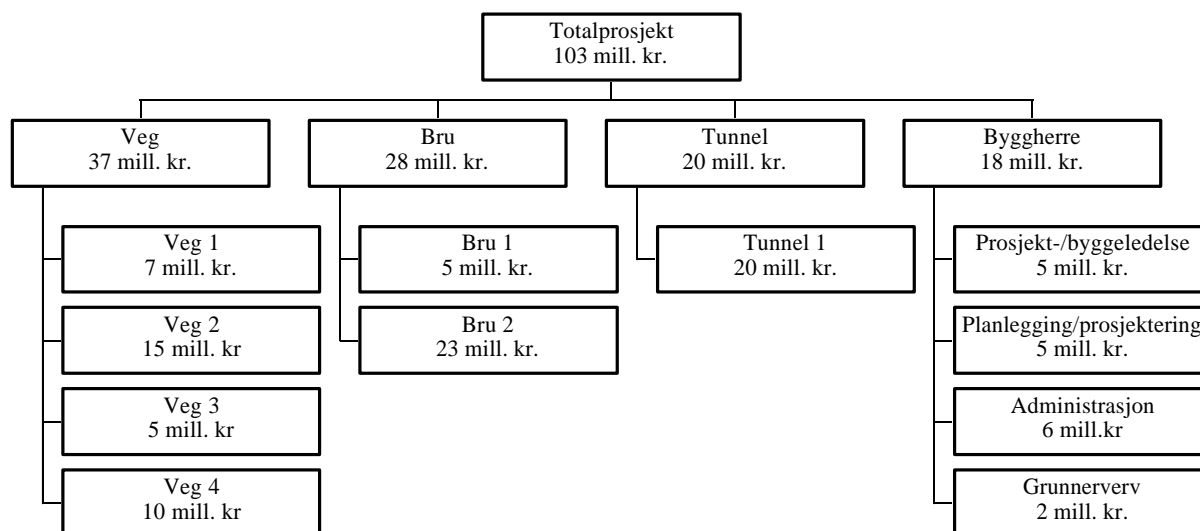 Totalprosjekt
103 mill. kr.
Veg
37 mill. kr.
Bru
28 mill. kr.
Tunnel
20 mill. kr.
Byggherre
18 mill. kr.
Veg 1
7 mill. kr.
Veg 2
15 mill. kr
Veg 3
5 mill. kr
Veg 4
10 mill. kr
Bru 1
5 mill. kr.
Bru 2
23 mill. kr.
Tunnel 1
20 mill. kr.
Prosjekt-/byggeledelse
5 mill. kr.
Planlegging/prosjektering
5 mill. kr.
Administrasjon
6 mill.kr
Grunnerverv
2 mill. kr.